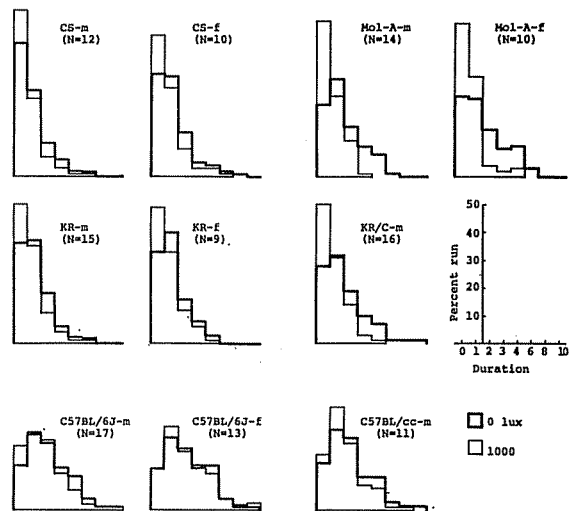 CS-m
(N=12)
CS-f
(N=10)
Mol-A-m
(N=14)
Mol-A-f
(N=10)
KR-m
(N=15)
KR-f
(N=9)
KR/C-m
(N=16)
50
40
30
20
10
Percent run
0 1 2 3 4 6 8 10
Duration
C57BL/6J-m
(N=17)
C57BL/6J-f
(N=13)
C57BL/cc-m
(N=11)
0 lux
1000